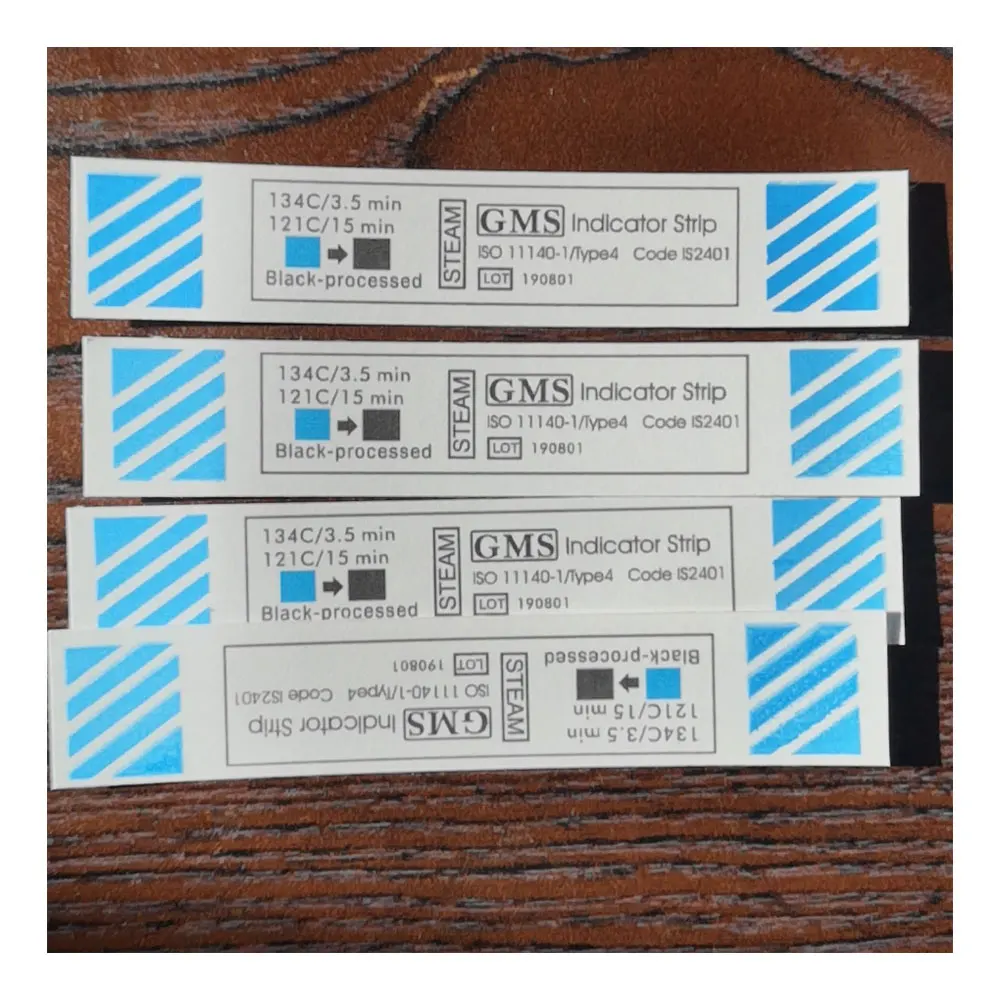 134C/3.5 min
121C/15 min
Black-processed
STEAM
GMS Indicator Strip
ISO 11140-1/Type4 Code IS2401
LOT 190801
134C/3.5 min
121C/15 min
Black-processed
STEAM
GMS Indicator Strip
ISO 11140-1/Type4 Code IS2401
LOT 190801
134C/3.5 min
121C/15 min
Black-processed
STEAM
GMS Indicator Strip
ISO 11140-1/Type4 Code IS2401
LOT 190801
134C/3.5 min
121C/15 min
Black-processed
STEAM
GMS Indicator Strip
ISO 11140-1/Type4 Code IS2401
LOT 190801